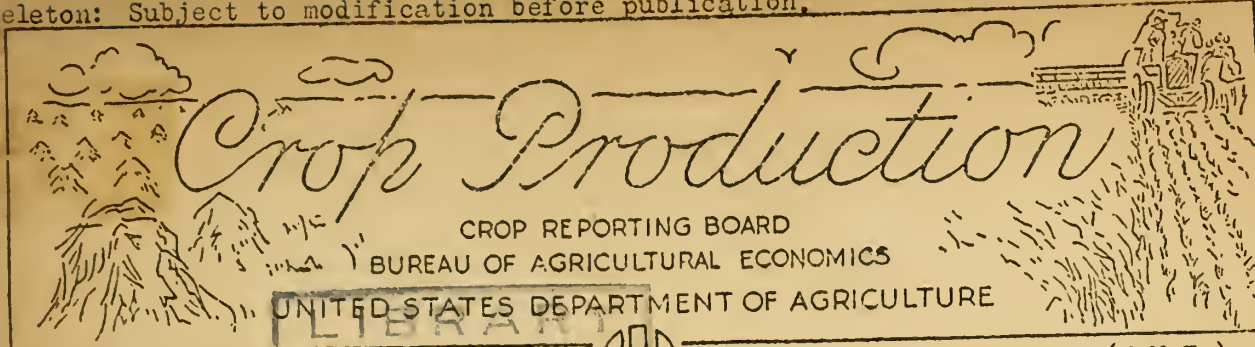 eleton: Subject to modification before publication.
Crop Production
CROP REPORTING BOARD
BUREAU OF AGRICULTURAL ECONOMICS
UNITED STATES DEPARTMENT OF AGRICULTURE
LIBRARY